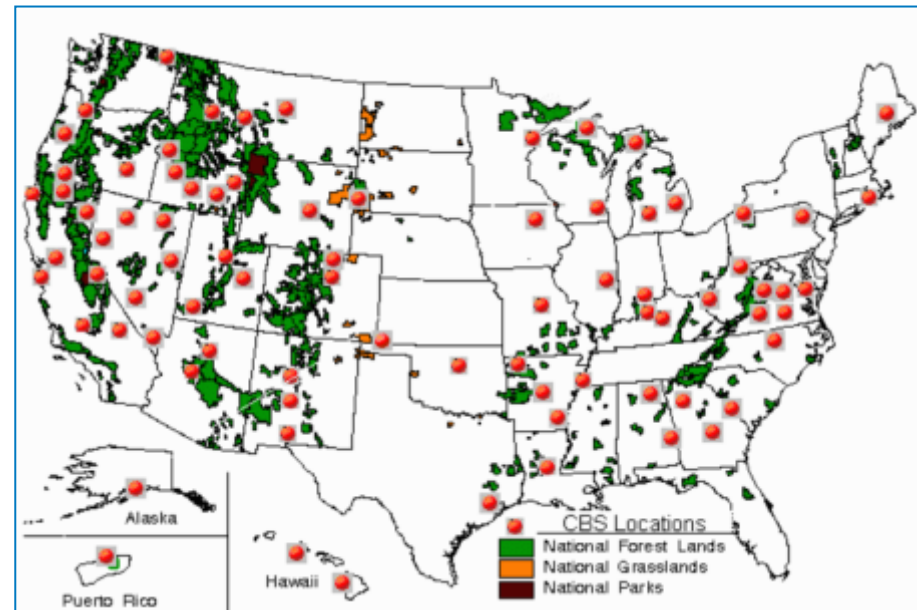 Alaska
Puerto Rico
Hawaii
CBS Locations
National Forest Lands
National Grasslands
National Parks